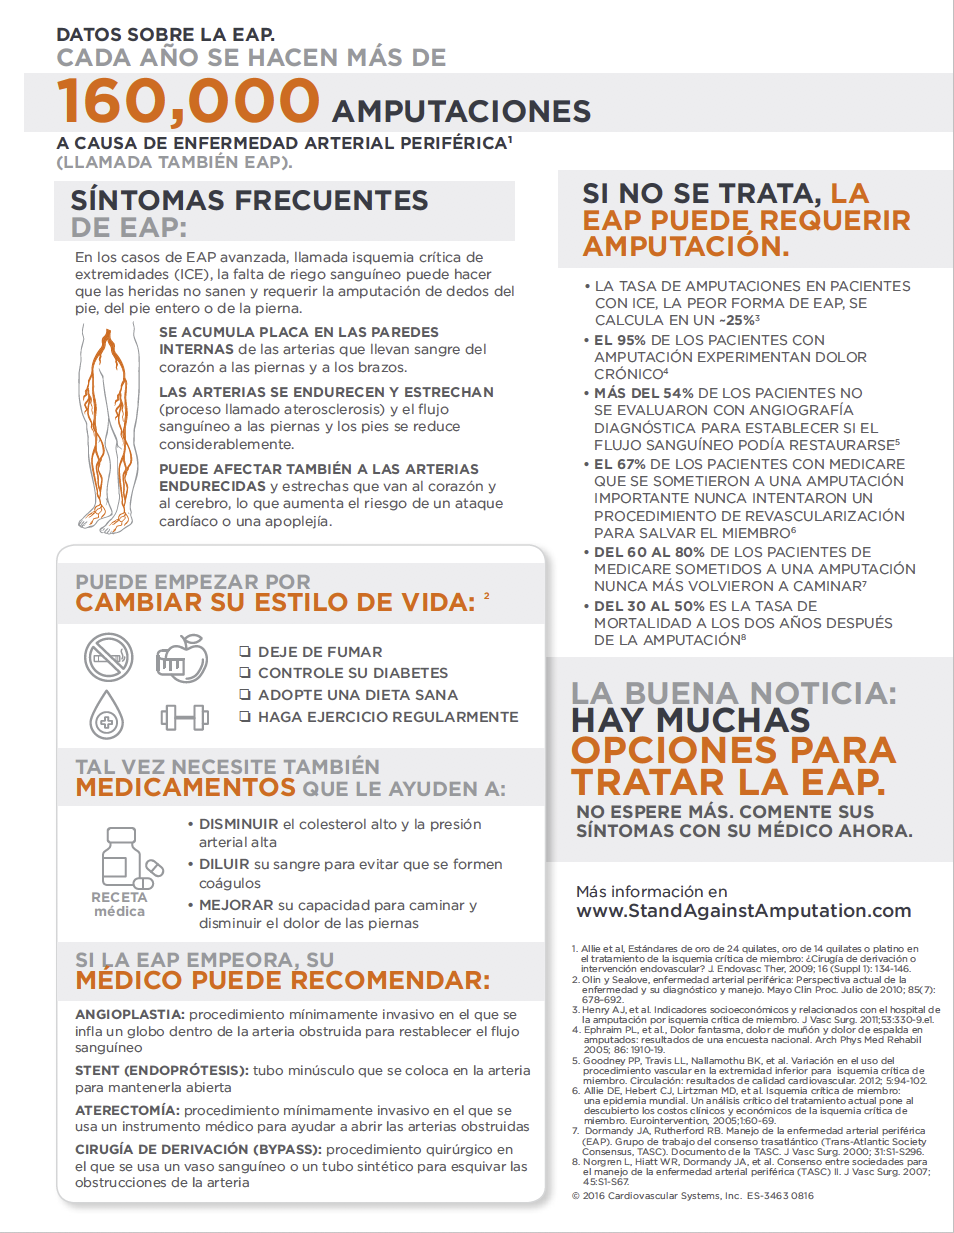 DATOS SOBRE LA EAP.
CADA AÑO SE HACEN MÁS DE
160,000 AMPUTACIONES
A CAUSA DE ENFERMEDAD ARTERIAL PERIFÉRICA¹
(LLAMADA TAMBIÉN EAP).
SÍNTOMAS FRECUENTES
DE EAP:
En los casos de EAP avanzada, llamada isquemia crítica de
extremidades (ICE), la falta de riego sanguíneo puede hacer
que las heridas no sanen y requerir la amputación de dedos del
pie, del pie entero o de la pierna.
SE ACUMULA PLACA EN LAS PAREDES
INTERNAS de las arterias que llevan sangre del
corazón a las piernas y a los brazos.
LAS ARTERIAS SE ENDURECEN Y ESTRECHAN
(proceso llamado aterosclerosis) y el flujo
sanguíneo a las piernas y los pies se reduce
considerablemente.
PUEDE AFECTAR TAMBIÉN A LAS ARTERIAS
ENDURECIDAS y estrechas que van al corazón y
al cerebro, lo que aumenta el riesgo de un ataque
cardíaco o una apoplejía.
PUEDE EMPEZAR POR
CAMBIAR SU ESTILO DE VIDA: ²
❏ DEJE DE FUMAR
❏ CONTROLE SU DIABETES
❏ ADOPTE UNA DIETA SANA
❏ HAGA EJERCICIO REGULARMENTE
TAL VEZ NECESITE TAMBIÉN
MEDICAMENTOS QUE LE AYUDEN A:
RECETA
médica
• DISMINUIR el colesterol alto y la presión
arterial alta
• DILUIR su sangre para evitar que se formen
coágulos
• MEJORAR su capacidad para caminar y
disminuir el dolor de las piernas
SI LA EAP EMPEORA, SU
MÉDICO PUEDE RECOMENDAR:
ANGIOPLASTIA: procedimiento mínimamente invasivo en el que se
infla un globo dentro de la arteria obstruida para restablecer el flujo
sanguíneo
STENT (ENDOPRÓTESIS): tubo minúsculo que se coloca en la arteria
para mantenerla abierta
ATERECTOMÍA: procedimiento mínimamente invasivo en el que se
usa un instrumento médico para ayudar a abrir las arterias obstruidas
CIRUGÍA DE DERIVACIÓN (BYPASS): procedimiento quirúrgico en
el que se usa un vaso sanguíneo o un tubo sintético para esquivar las
obstrucciones de la arteria
SI NO SE TRATA, LA
EAP PUEDE REQUERIR
AMPUTACIÓN.
• LA TASA DE AMPUTACIONES EN PACIENTES
CON ICE, LA PEOR FORMA DE EAP, SE
CALCULA EN UN ~25%³
• EL 95% DE LOS PACIENTES CON
AMPUTACIÓN EXPERIMENTAN DOLOR
CRÓNICO⁴
• MÁS DEL 54% DE LOS PACIENTES NO
SE EVALUARON CON ANGIOGRAFÍA
DIAGNÓSTICA PARA ESTABLECER SI EL
FLUJO SANGUÍNEO PODÍA RESTAURARSE⁵
• EL 67% DE LOS PACIENTES CON MEDICARE
QUE SE SOMETIERON A UNA AMPUTACIÓN
IMPORTANTE NUNCA INTENTARON UN
PROCEDIMIENTO DE REVASCULARIZACIÓN
PARA SALVAR EL MIEMBRO⁶
• DEL 60 AL 80% DE LOS PACIENTES DE
MEDICARE SOMETIDOS A UNA AMPUTACIÓN
NUNCA MÁS VOLVIERON A CAMINAR⁷
• DEL 30 AL 50% ES LA TASA DE
MORTALIDAD A LOS DOS AÑOS DESPUÉS
DE LA AMPUTACIÓN⁸
LA BUENA NOTICIA:
HAY MUCHAS
OPCIONES PARA
TRATAR LA EAP.
NO ESPERE MÁS. COMENTE SUS
SÍNTOMAS CON SU MÉDICO AHORA.
Más información en
www.StandAgainstAmputation.com
1. Allie et al, Estándares de oro de 24 quilates, oro de 14 quilates o platino en
el tratamiento de la isquemia crítica de miembro: ¿Cirugía de derivación o
intervención endovascular? J. Endovasc Ther, 2009; 16 (Suppl 1): 134-146.
2. Olin y Sealove, enfermedad arterial periférica: Perspectiva actual de la
enfermedad y su diagnóstico y manejo. Mayo Clin Proc. Julio de 2010; 85(7):
678-692.
3. Henry AJ, et al. Indicadores socioeconómicos y relacionados con el hospital de
la amputación por isquemia crítica de miembro. J Vasc Surg. 2011;53:330-9.e1.
4. Ephraim PL, et al., Dolor fantasma, dolor de muñón y dolor de espalda en
amputados: resultados de una encuesta nacional. Arch Phys Med Rehabil
2005; 86: 1910-19.
5. Goodney PP, Travis LL, Nallamothu BK, et al. Variación en el uso del
procedimiento vascular en la extremidad inferior para isquemia crítica de
miembro. Circulación: resultados de calidad cardiovascular. 2012; 5:94-102.
6. Allie DE, Hebert CJ, Lirtzman MD, et al. Isquemia crítica de miembro:
una epidemia mundial. Un análisis crítico del tratamiento actual pone al
descubierto los costos clínicos y económicos de la isquemia crítica de
miembro. Eurointervention, 2005;1:60-69.
7. Dormandy JA, Rutherford RB. Manejo de la enfermedad arterial periférica
(EAP). Grupo de trabajo del consenso trasatlántico (Trans-Atlantic Society
Consensus, TASC). Documento de la TASC. J Vasc Surg. 2000; 31:S1-S296.
8. Norgren L, Hiatt WR, Dormandy JA, et al. Consenso entre sociedades para
el manejo de la enfermedad arterial periférica (TASC) II. J Vasc Surg. 2007;
45:S1-S67.
© 2016 Cardiovascular Systems, Inc. ES-3463 0816